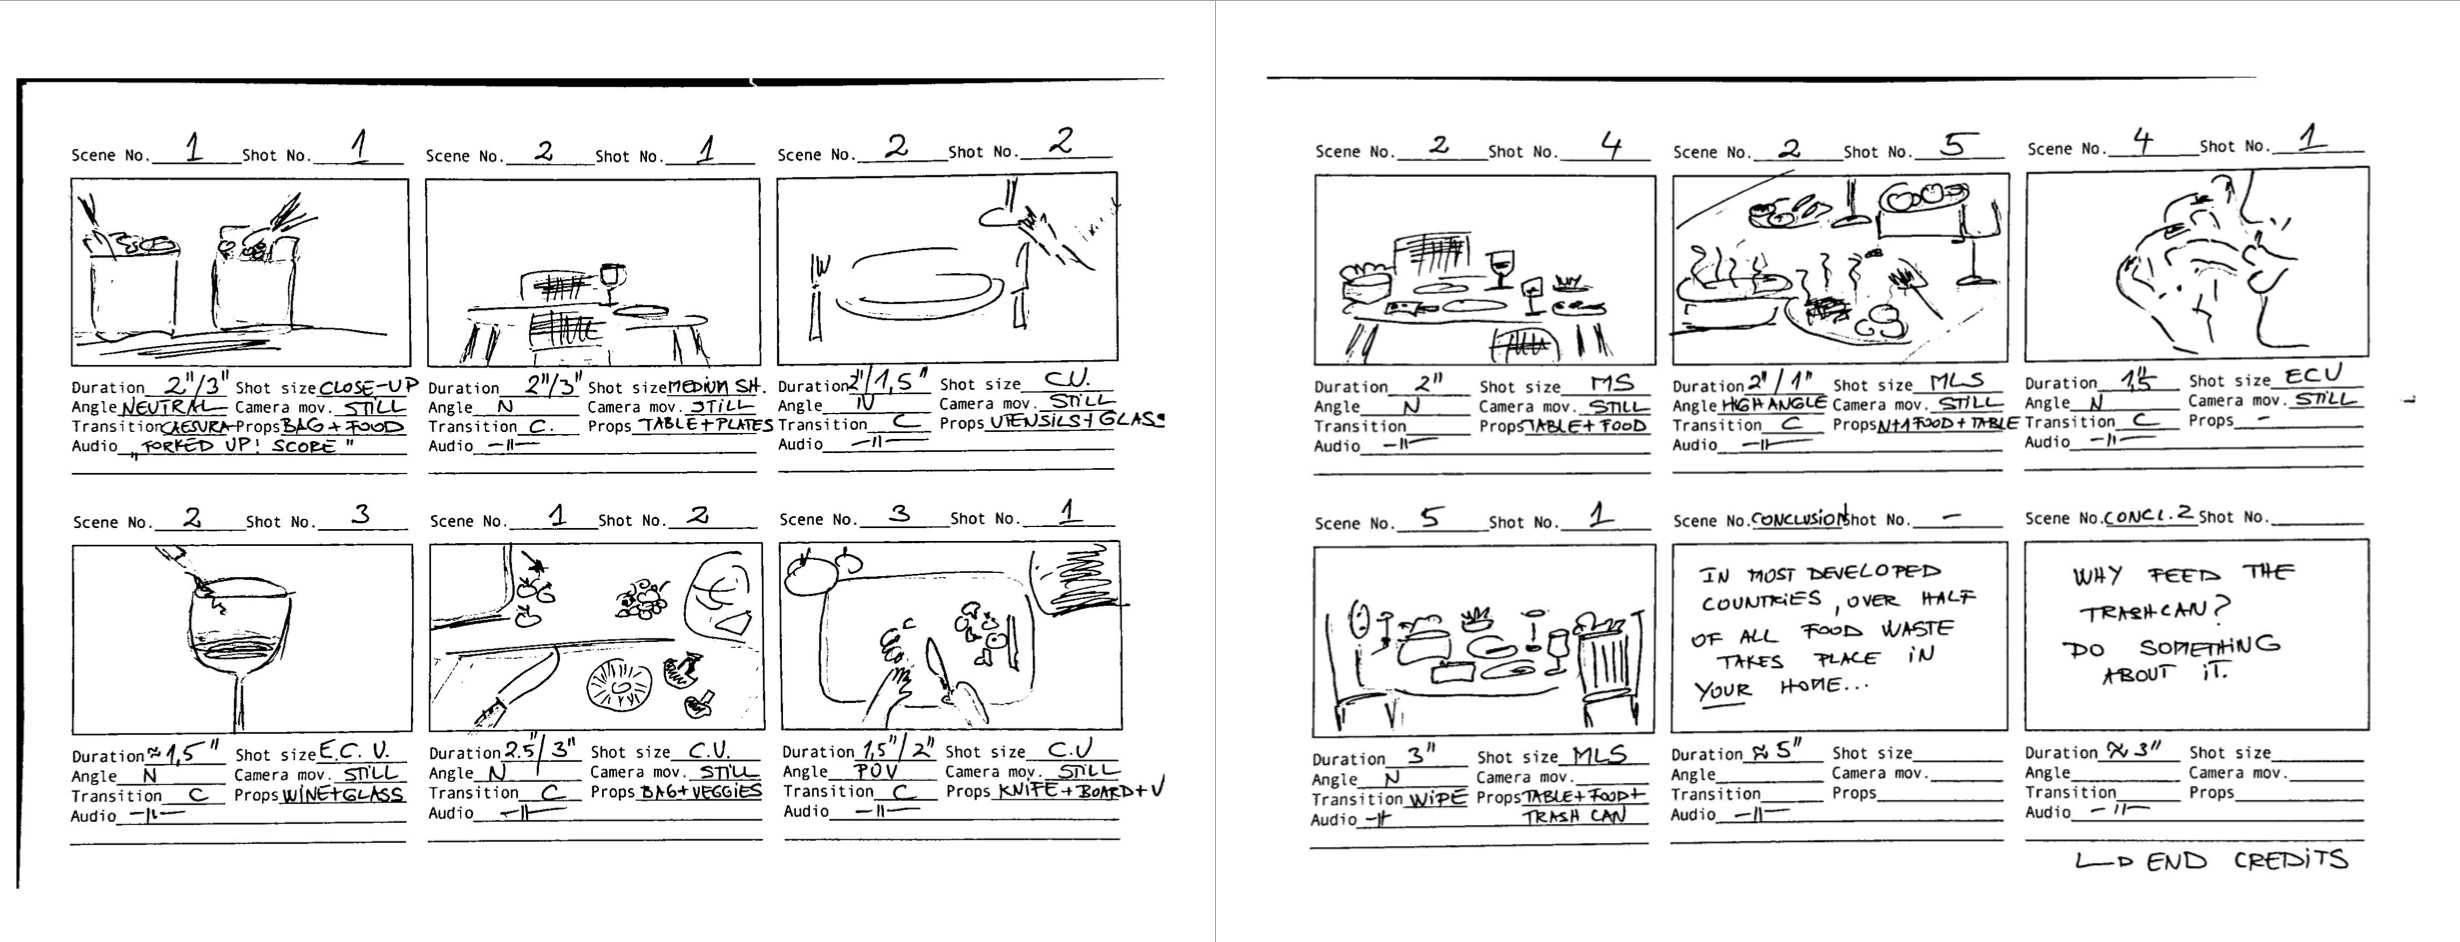 Scene No. 1 Shot No. 1
Duration 2"/3" Shot size CLOSE-UP
Angle NEUTRAL Camera mov. STILL
Transition CAESURA Props BAG + FOOD
Audio „FORKED UP! SCORE"
Scene No. 2 Shot No. 1
Duration 2"/3" Shot size MEDIUM SH.
Angle N Camera mov. STILL
Transition C. Props TABLE+PLATES
Audio -11-
Scene No. 2 Shot No. 2
Duration 2"/1,5" Shot size C.U.
Angle N Camera mov. STILL
Transition C Props UTENSILS+GLASS
Audio -11-
Scene No. 2 Shot No. 3
Duration ≈1,5" Shot size E.C.U.
Angle N Camera mov. STILL
Transition C Props WINE+GLASS
Audio -11-
Scene No. 1 Shot No. 2
Duration 2.5"/3" Shot size C.U.
Angle N Camera mov. STILL
Transition C Props BAG+VEGGIES
Audio -11-
Scene No. 3 Shot No. 1
Duration 1,5"/2" Shot size C.U
Angle POV Camera mov. STILL
Transition C Props KNIFE+BOARD+V
Audio -11-
Scene No. 2 Shot No. 4
Duration 2" Shot size MS
Angle N Camera mov. STILL
Transition Props TABLE+FOOD
Audio -11-
Scene No. 2 Shot No. 5
Duration 2"/1" Shot size MLS
Angle HIGH ANGLE Camera mov. STILL
Transition C Props FOOD+TABLE
Audio -11-
Scene No. 4 Shot No. 1
Duration 1,5" Shot size ECU
Angle N Camera mov. STILL
Transition C Props -
Audio -11-
Scene No. 5 Shot No. 1
Duration 3" Shot size MLS
Angle N Camera mov.
Transition WIPE Props TABLE+FOOD+
Audio -11- TRASH CAN
Scene No. CONCLUSION Shot No. -
IN MOST DEVELOPED
COUNTRIES, OVER HALF
OF ALL FOOD WASTE
TAKES PLACE IN
YOUR HOME...
Duration ≈ 5" Shot size
Angle Camera mov.
Transition Props
Audio -11-
Scene No. CONCL. 2 Shot No.
WHY FEED THE
TRASHCAN?
DO SOMETHING
ABOUT IT.
Duration ≈ 3" Shot size
Angle Camera mov.
Transition Props
Audio -11-
END CREDITS